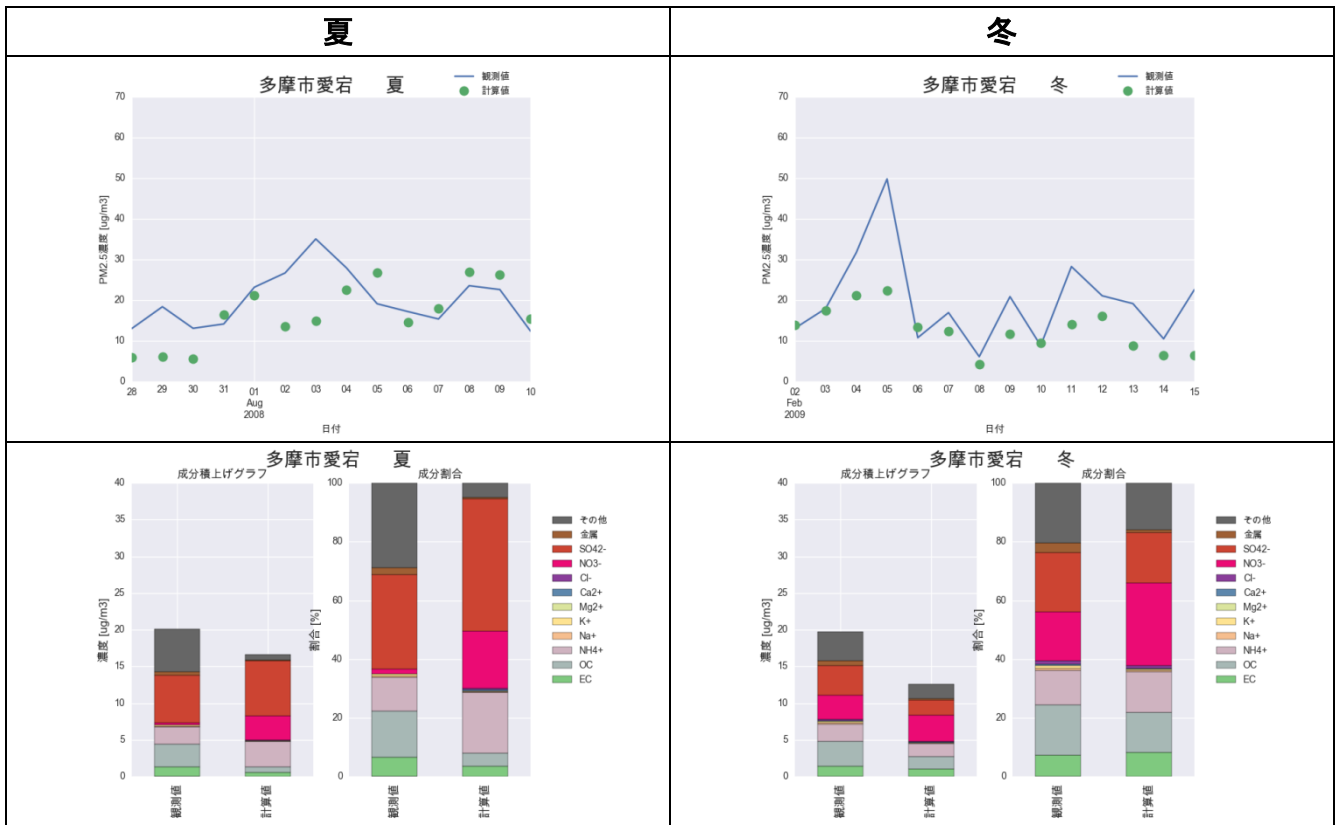 夏
冬
多摩市愛宕 夏
観測値
計算値
70
60
50
40
30
20
10
0
PM2.5濃度 [ug/m3]
28 29 30 31 01 02 03 04 05 06 07 08 09 10
Aug
2008
日付
多摩市愛宕 冬
観測値
計算値
70
60
50
40
30
20
10
0
PM2.5濃度 [ug/m3]
02 03 04 05 06 07 08 09 10 11 12 13 14 15
Feb
2009
日付
多摩市愛宕 夏
成分積上げグラフ
成分割合
40
35
30
25
20
15
10
5
0
濃度 [ug/m3]
観測値 計算値
100
80
60
40
20
0
割合 [%]
観測値 計算値
その他
金属
SO42-
NO3-
Cl-
Ca2+
Mg2+
K+
Na+
NH4+
OC
EC
多摩市愛宕 冬
成分積上げグラフ
成分割合
40
35
30
25
20
15
10
5
0
濃度 [ug/m3]
観測値 計算値
100
80
60
40
20
0
割合 [%]
観測値 計算値
その他
金属
SO42-
NO3-
Cl-
Ca2+
Mg2+
K+
Na+
NH4+
OC
EC